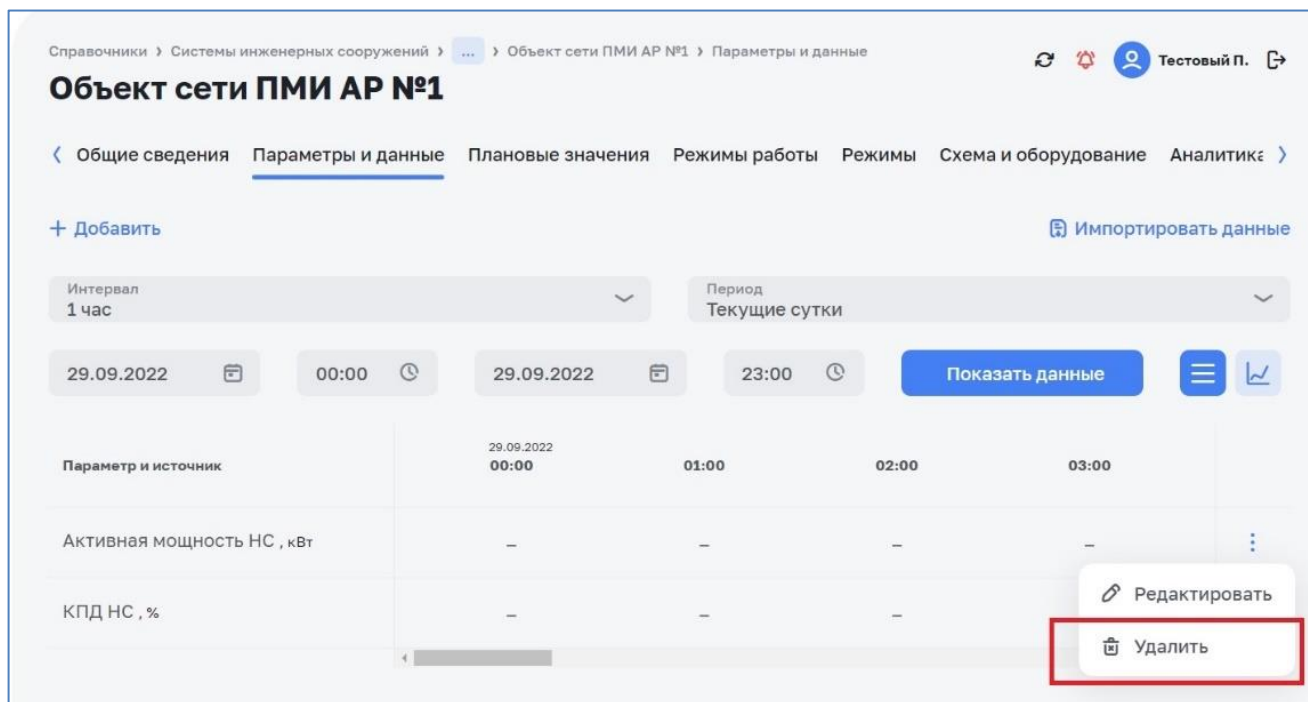 Справочники › Системы инженерных сооружений › ... › Объект сети ПМИ АР №1 › Параметры и данные
Тестовый П.
Объект сети ПМИ АР №1
Общие сведения Параметры и данные Плановые значения Режимы работы Режимы Схема и оборудование Аналитика
+ Добавить
Импортировать данные
Интервал
1 час
Период
Текущие сутки
29.09.2022 00:00 29.09.2022 23:00 Показать данные
29.09.2022
Параметр и источник 00:00 01:00 02:00 03:00
Активная мощность НС , кВт – – – –
Редактировать
КПД НС , % – – –
Удалить